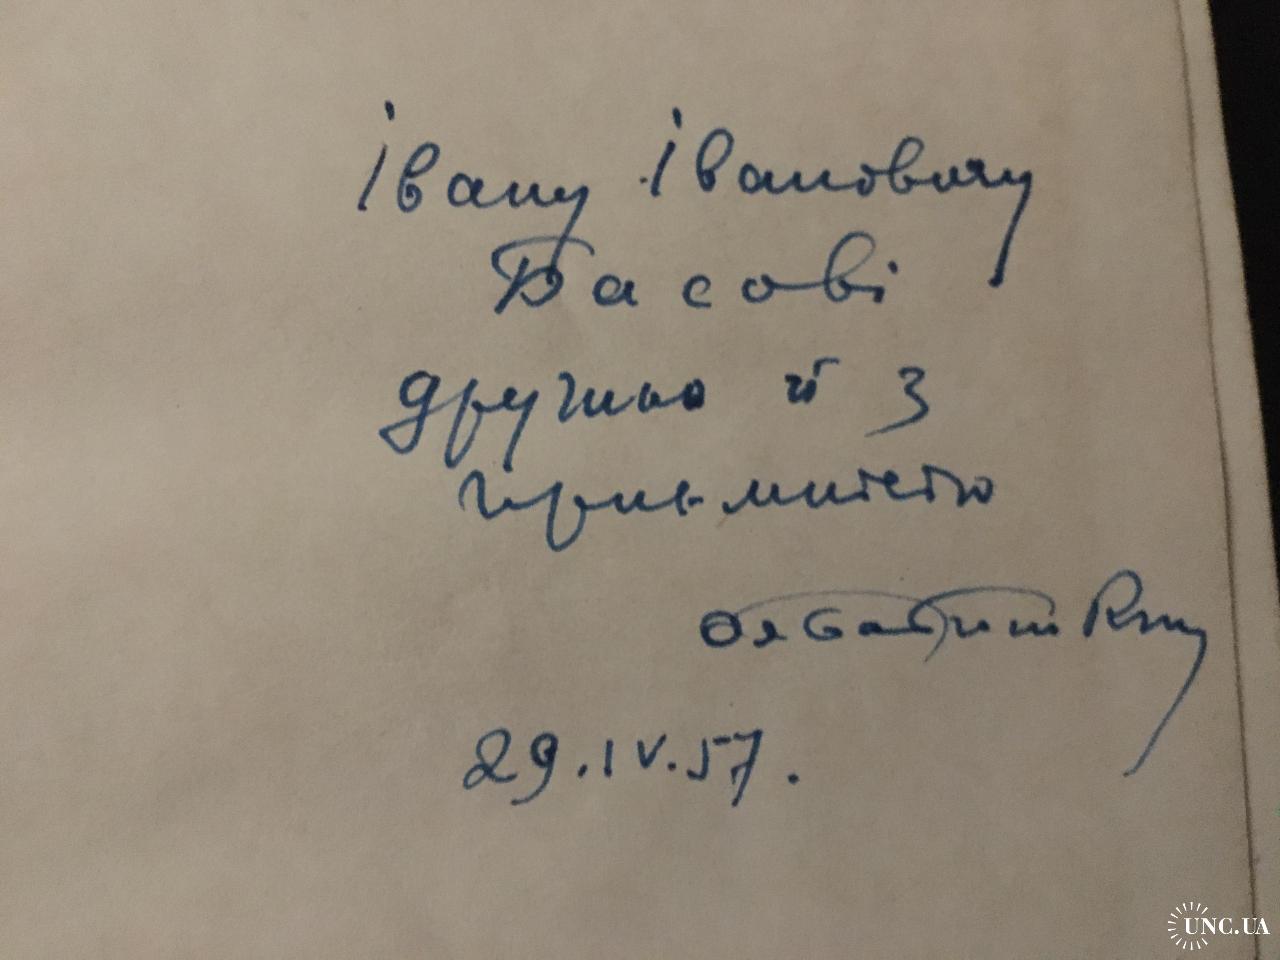 Івану Івановичу
Басові
дружньо й з
приємністю
29.IV.57.
UNC.UA